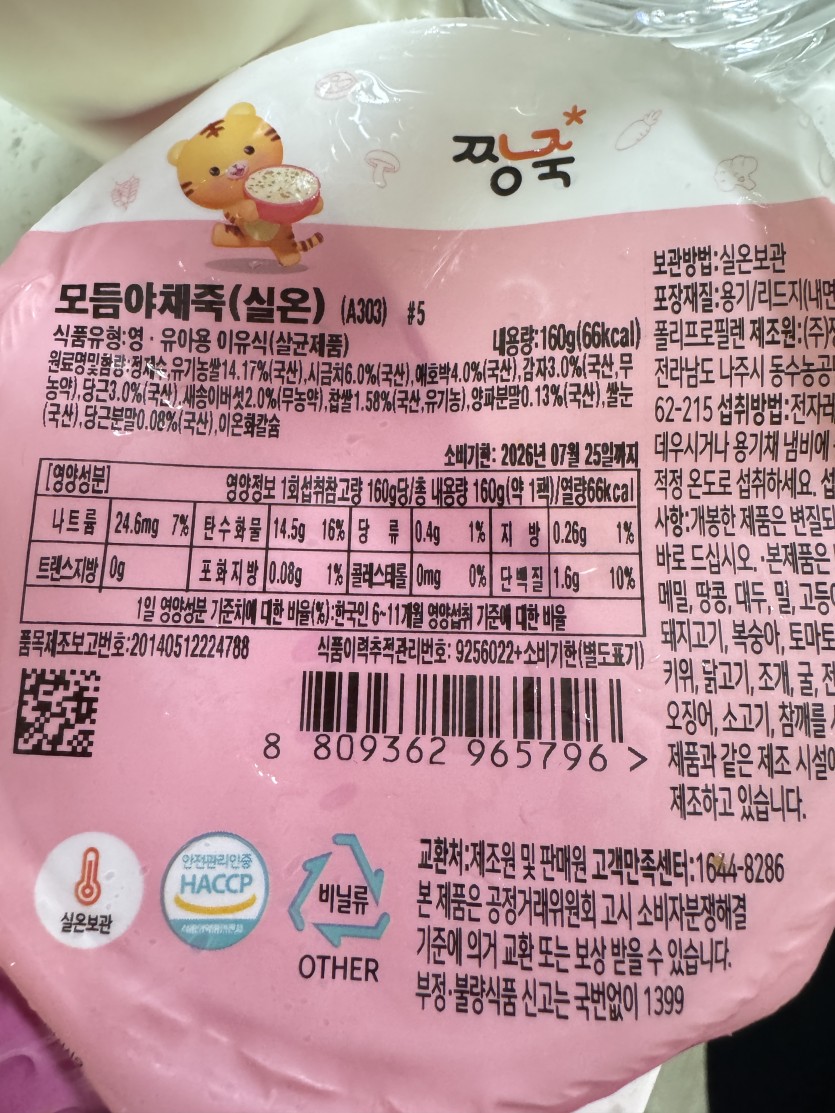 짱죽
모듬야채죽(실온) (A303) #5
식품유형:영·유아용 이유식(살균제품) 내용량:160g(66kcal)
원료명및함량:정제수,유기농쌀14.17%(국산),시금치6.0%(국산),애호박4.0%(국산),감자3.0%(국산,무
농약),당근3.0%(국산),새송이버섯2.0%(무농약),찹쌀1.58%(국산,유기농),양파분말0.13%(국산),쌀눈
(국산),당근분말0.08%(국산),이온화칼슘
소비기한: 2026년 07월 25일까지
[영양성분] 영양정보 1회섭취참고량 160g당/총 내용량 160g(약 1팩)/열량66kcal
나트륨 24.6mg 7% 탄수화물 14.5g 16% 당류 0.4g 1% 지방 0.26g 1%
트랜스지방 0g 포화지방 0.08g 1% 콜레스테롤 0mg 0% 단백질 1.6g 10%
1일 영양성분 기준치에 대한 비율(%):한국인 6~11개월 영양섭취 기준에 대한 비율
품목제조보고번호:20140512224788 식품이력추적관리번호: 9256022+소비기한(별도표기)
8 809362 965796 >
보관방법:실온보관
포장재질:용기/리드지(내면
폴리프로필렌 제조원:(주)
전라남도 나주시 동수농공
62-215 섭취방법:전자레
데우시거나 용기채 냄비에
적정 온도로 섭취하세요. 섭
사항:개봉한 제품은 변질되
바로 드십시오.·본제품은
메밀, 땅콩, 대두, 밀, 고등
돼지고기, 복숭아, 토마토
키위, 닭고기, 조개, 굴, 전
오징어, 소고기, 참깨를
제품과 같은 제조 시설에
제조하고 있습니다.
실온보관
안전관리인증
HACCP
비닐류
OTHER
교환처:제조원 및 판매원 고객만족센터:1644-8286
본 제품은 공정거래위원회 고시 소비자분쟁해결
기준에 의거 교환 또는 보상 받을 수 있습니다.
부정·불량식품 신고는 국번없이 1399